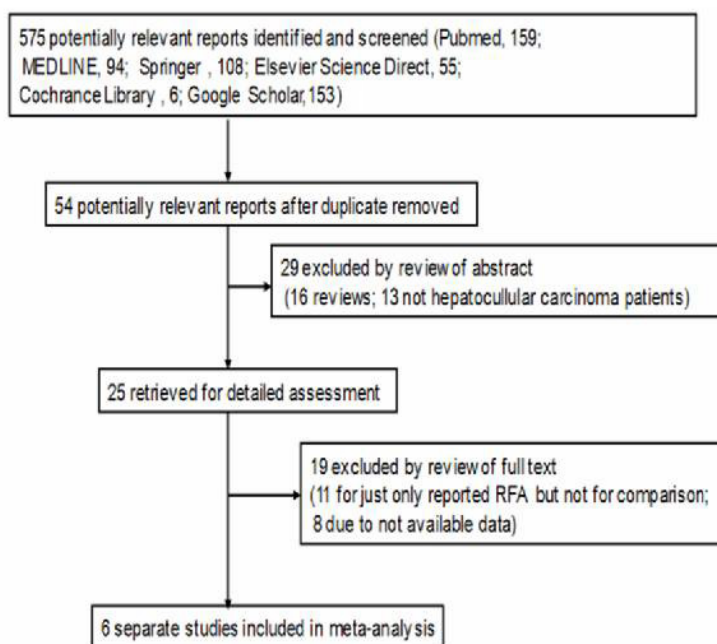 575 potentially relevant reports identified and screened (Pubmed, 159;
MEDLINE, 94; Springer , 108; Elsevier Science Direct, 55;
Cochrance Library , 6; Google Scholar,153)
54 potentially relevant reports after duplicate removed
29 excluded by review of abstract
(16 reviews; 13 not hepatocullular carcinoma patients)
25 retrieved for detailed assessment
19 excluded by review of full text
(11 for just only reported RFA but not for comparison;
8 due to not available data)
6 separate studies included in meta-analysis